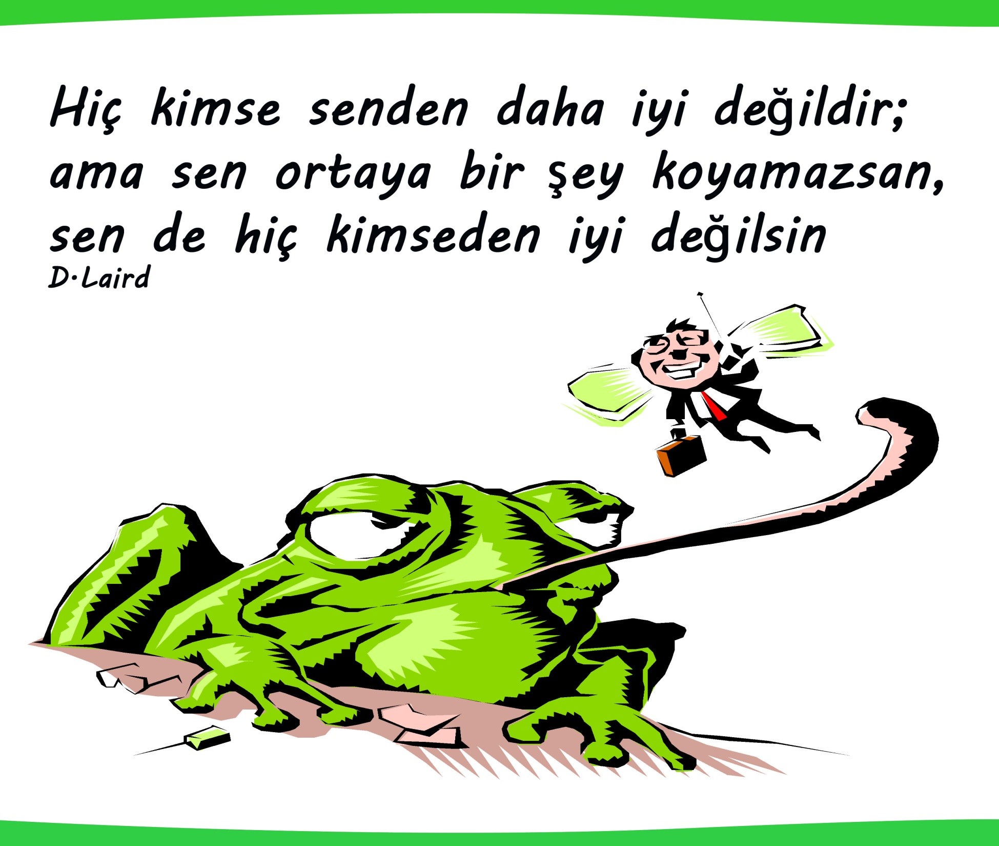 Hiç kimse senden daha iyi değildir;
ama sen ortaya bir şey koyamazsan,
sen de hiç kimseden iyi değilsin
D.Laird